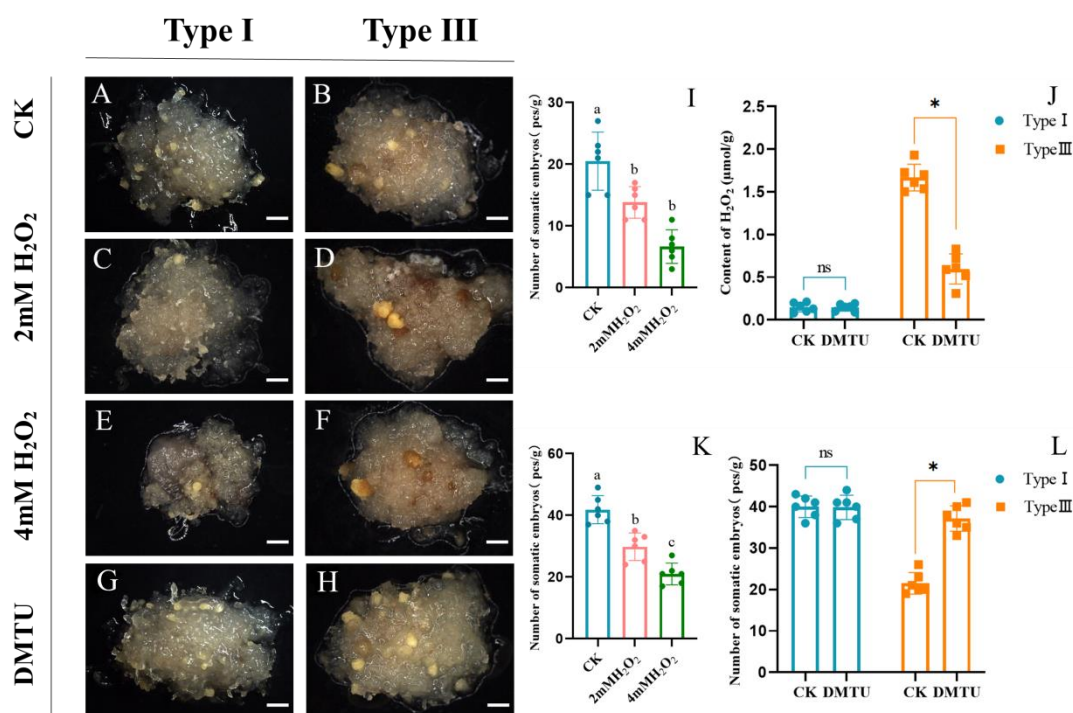 Type I Type III
CK
2mM H₂O₂
4mM H₂O₂
DMTU
A
B
C
D
E
F
G
H
I
Number of somatic embryos( pcs/g)
30
20
10
0
a
b
b
CK
2mMH₂O₂
4mMH₂O₂
J
Content of H₂O₂ (μmol/g)
2.5
2.0
1.5
1.0
0.5
0.0
ns
*
CK DMTU CK DMTU
Type Ⅰ
Type Ⅲ
K
Number of somatic embryos( pcs/g)
60
40
20
0
a
b
c
CK
2mMH₂O₂
4mMH₂O₂
L
Number of somatic embryos( pcs/g)
50
40
30
20
10
0
ns
*
CK DMTU CK DMTU
Type Ⅰ
Type Ⅲ